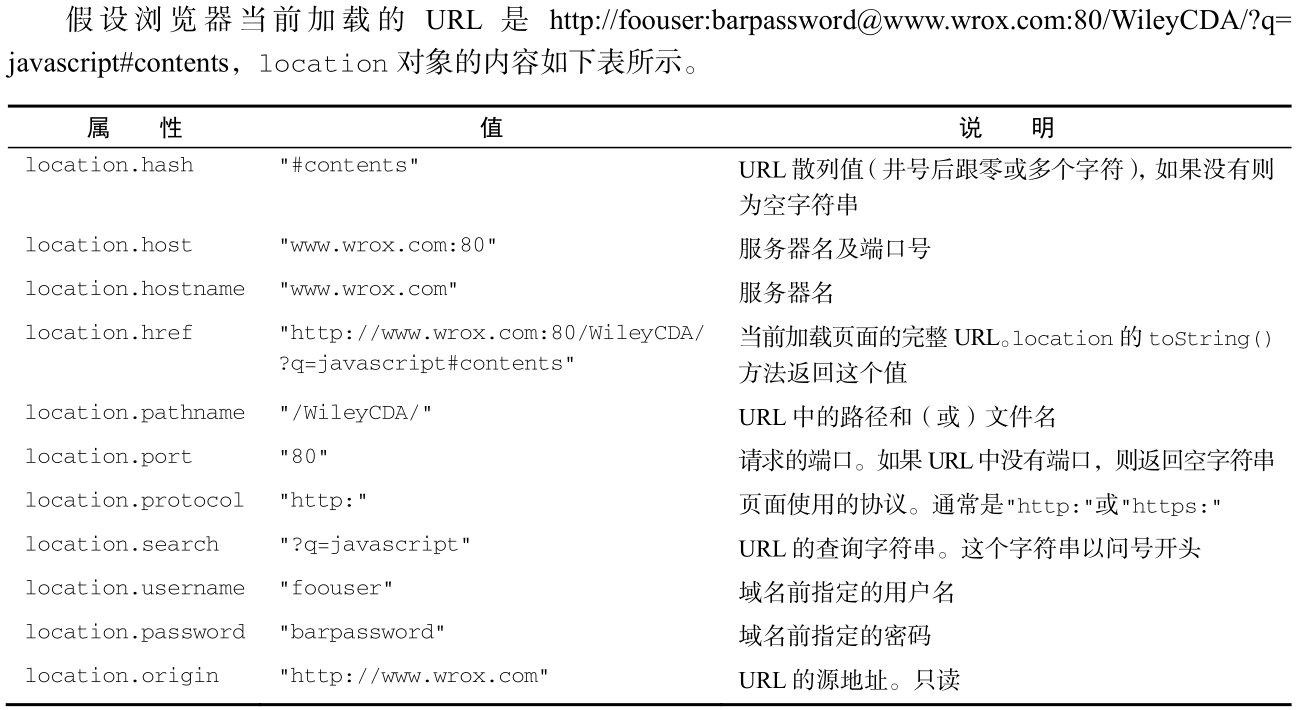 假设浏览器当前加载的 URL 是 http://foouser:barpassword@www.wrox.com:80/WileyCDA/?q=
javascript#contents，location 对象的内容如下表所示。
属 性 值 说 明
location.hash "#contents" URL 散列值（井号后跟零或多个字符），如果没有则
为空字符串
location.host "www.wrox.com:80" 服务器名及端口号
location.hostname "www.wrox.com" 服务器名
location.href "http://www.wrox.com:80/WileyCDA/ 当前加载页面的完整 URL。location 的 toString()
?q=javascript#contents" 方法返回这个值
location.pathname "/WileyCDA/" URL 中的路径和（或）文件名
location.port "80" 请求的端口。如果 URL 中没有端口，则返回空字符串
location.protocol "http:" 页面使用的协议。通常是"http:"或"https:"
location.search "?q=javascript" URL 的查询字符串。这个字符串以问号开头
location.username "foouser" 域名前指定的用户名
location.password "barpassword" 域名前指定的密码
location.origin "http://www.wrox.com" URL 的源地址。只读